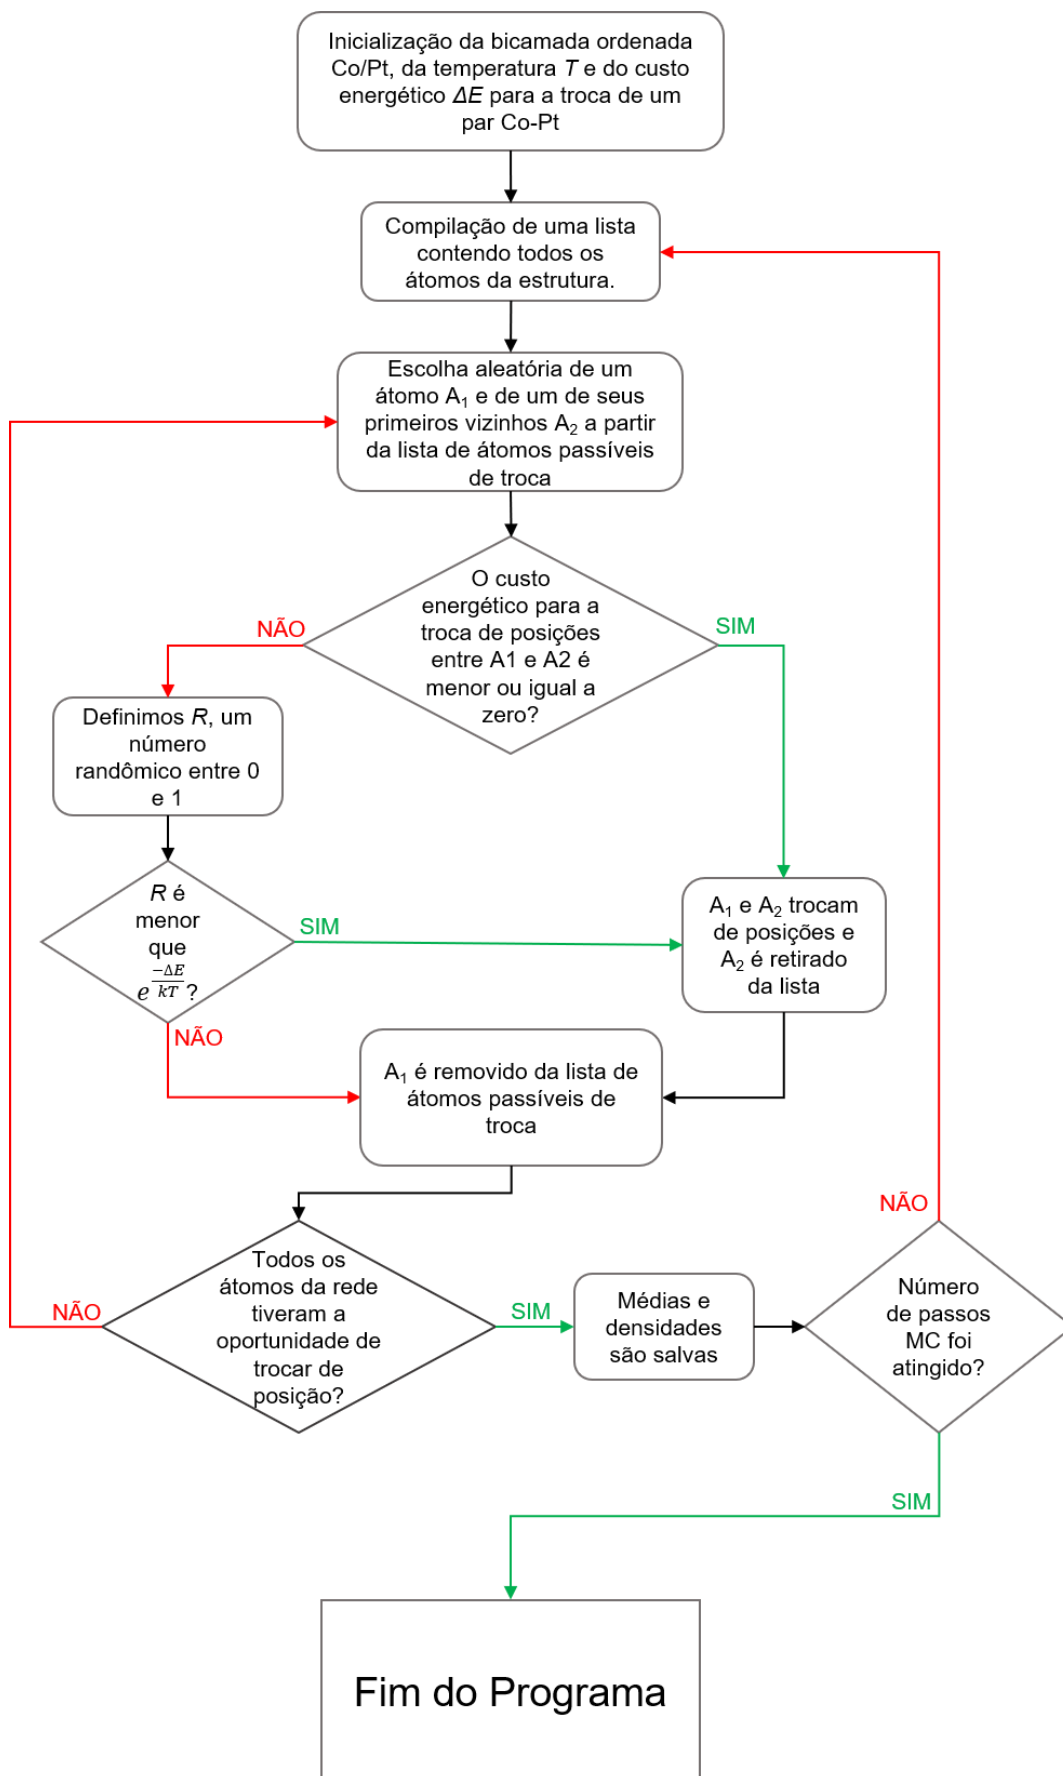 Inicialização da bicamada ordenada
Co/Pt, da temperatura T e do custo
energético ΔE para a troca de um
par Co-Pt
Compilação de uma lista
contendo todos os
átomos da estrutura.
Escolha aleatória de um
átomo A₁ e de um de seus
primeiros vizinhos A₂ a partir
da lista de átomos passíveis
de troca
O custo
energético para a
troca de posições
entre A1 e A2 é
menor ou igual a
zero?
NÃO
SIM
Definimos R, um
número
randômico entre 0
e 1
R é
menor
que
e^(-ΔE/kT)?
SIM
NÃO
A₁ e A₂ trocam
de posições e
A₂ é retirado
da lista
A₁ é removido da lista de
átomos passíveis de
troca
Todos os
átomos da rede
tiveram a
oportunidade de
trocar de
posição?
NÃO
SIM
Médias e
densidades
são salvas
Número
de passos
MC foi
atingido?
NÃO
SIM
Fim do Programa